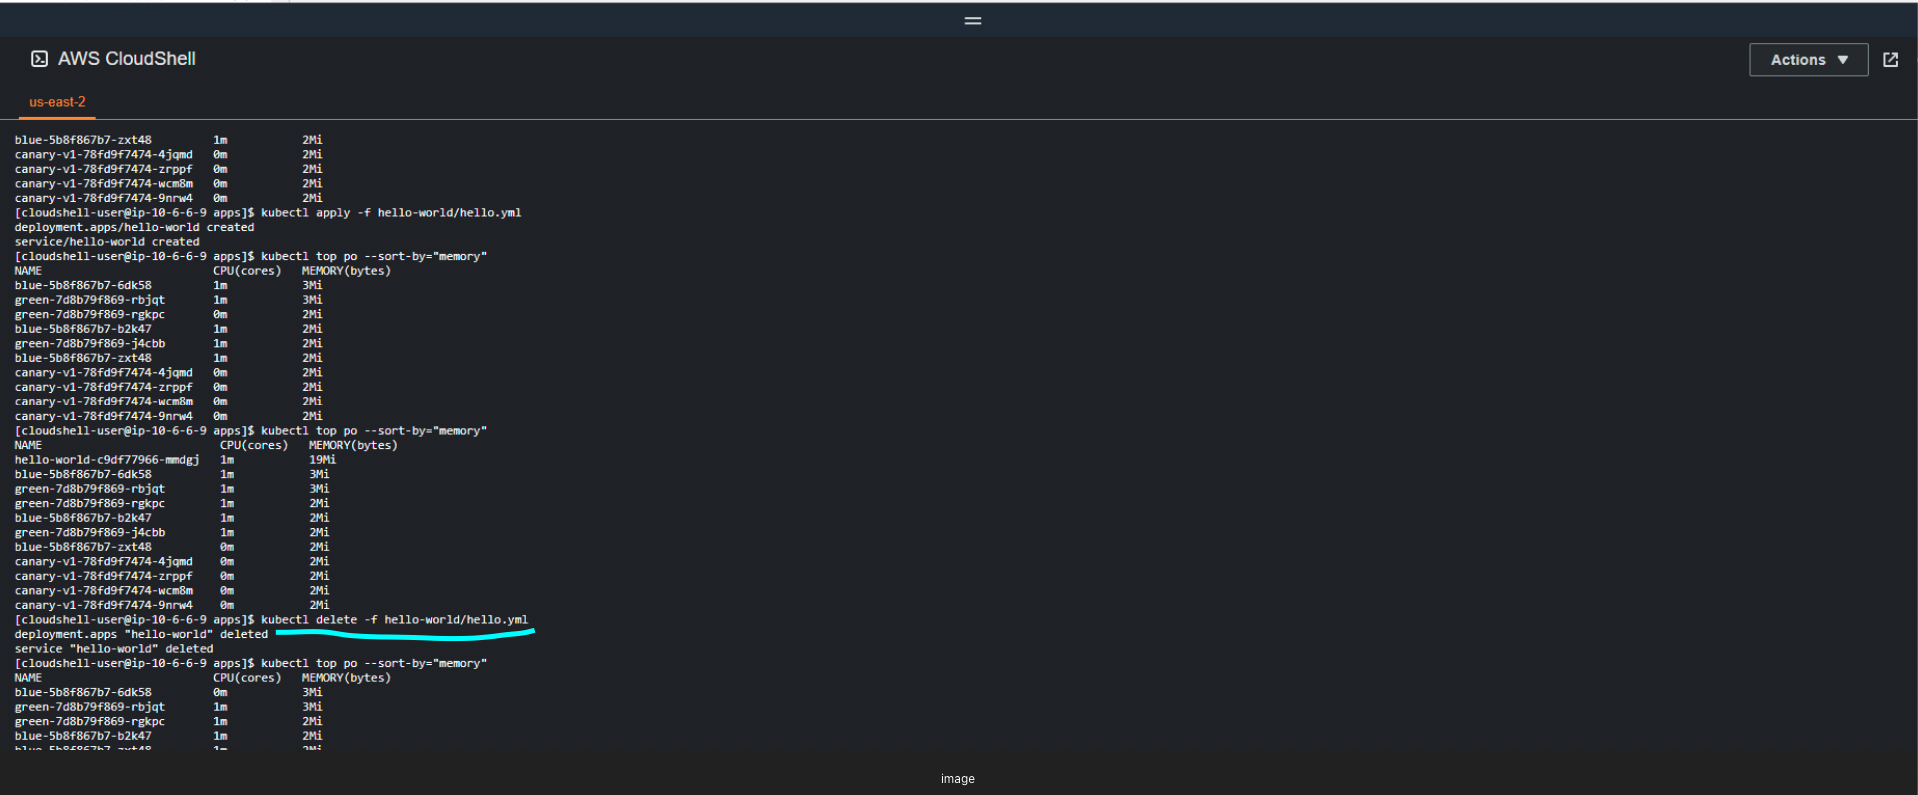 AWS CloudShell
Actions ▼
us-east-2
blue-5b8f867b7-zxt48 1m 2Mi
canary-v1-78fd9f7474-4jqmd 0m 2Mi
canary-v1-78fd9f7474-zrppf 0m 2Mi
canary-v1-78fd9f7474-wcm8m 0m 2Mi
canary-v1-78fd9f7474-9nrw4 0m 2Mi
[cloudshell-user@ip-10-6-6-9 apps]$ kubectl apply -f hello-world/hello.yml
deployment.apps/hello-world created
service/hello-world created
[cloudshell-user@ip-10-6-6-9 apps]$ kubectl top po --sort-by="memory"
NAME CPU(cores) MEMORY(bytes)
blue-5b8f867b7-6dk58 1m 3Mi
green-7d8b79f869-rbjqt 1m 3Mi
green-7d8b79f869-rgkpc 0m 2Mi
blue-5b8f867b7-b2k47 1m 2Mi
green-7d8b79f869-j4cbb 1m 2Mi
blue-5b8f867b7-zxt48 1m 2Mi
canary-v1-78fd9f7474-4jqmd 0m 2Mi
canary-v1-78fd9f7474-zrppf 0m 2Mi
canary-v1-78fd9f7474-wcm8m 0m 2Mi
canary-v1-78fd9f7474-9nrw4 0m 2Mi
[cloudshell-user@ip-10-6-6-9 apps]$ kubectl top po --sort-by="memory"
NAME CPU(cores) MEMORY(bytes)
hello-world-c9df77966-mmdgj 1m 19Mi
blue-5b8f867b7-6dk58 1m 3Mi
green-7d8b79f869-rbjqt 1m 3Mi
green-7d8b79f869-rgkpc 1m 2Mi
blue-5b8f867b7-b2k47 1m 2Mi
green-7d8b79f869-j4cbb 1m 2Mi
blue-5b8f867b7-zxt48 0m 2Mi
canary-v1-78fd9f7474-4jqmd 0m 2Mi
canary-v1-78fd9f7474-zrppf 0m 2Mi
canary-v1-78fd9f7474-wcm8m 0m 2Mi
canary-v1-78fd9f7474-9nrw4 0m 2Mi
[cloudshell-user@ip-10-6-6-9 apps]$ kubectl delete -f hello-world/hello.yml
deployment.apps "hello-world" deleted
service "hello-world" deleted
[cloudshell-user@ip-10-6-6-9 apps]$ kubectl top po --sort-by="memory"
NAME CPU(cores) MEMORY(bytes)
blue-5b8f867b7-6dk58 0m 3Mi
green-7d8b79f869-rbjqt 1m 3Mi
green-7d8b79f869-rgkpc 1m 2Mi
blue-5b8f867b7-b2k47 1m 2Mi
blue-5b8f867b7-zxt48 1m 2Mi
image